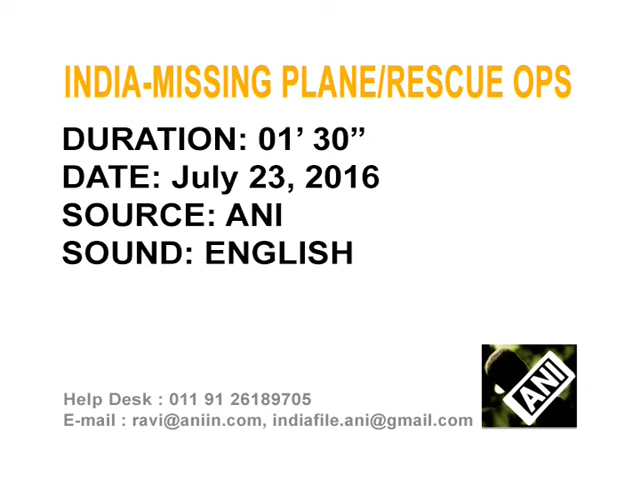 INDIA-MISSING PLANE/RESCUE OPS
DURATION: 01’ 30”
DATE: July 23, 2016
SOURCE: ANI
SOUND: ENGLISH
Help Desk : 011 91 26189705
E-mail : ravi@aniin.com, indiafile.ani@gmail.com
ANI